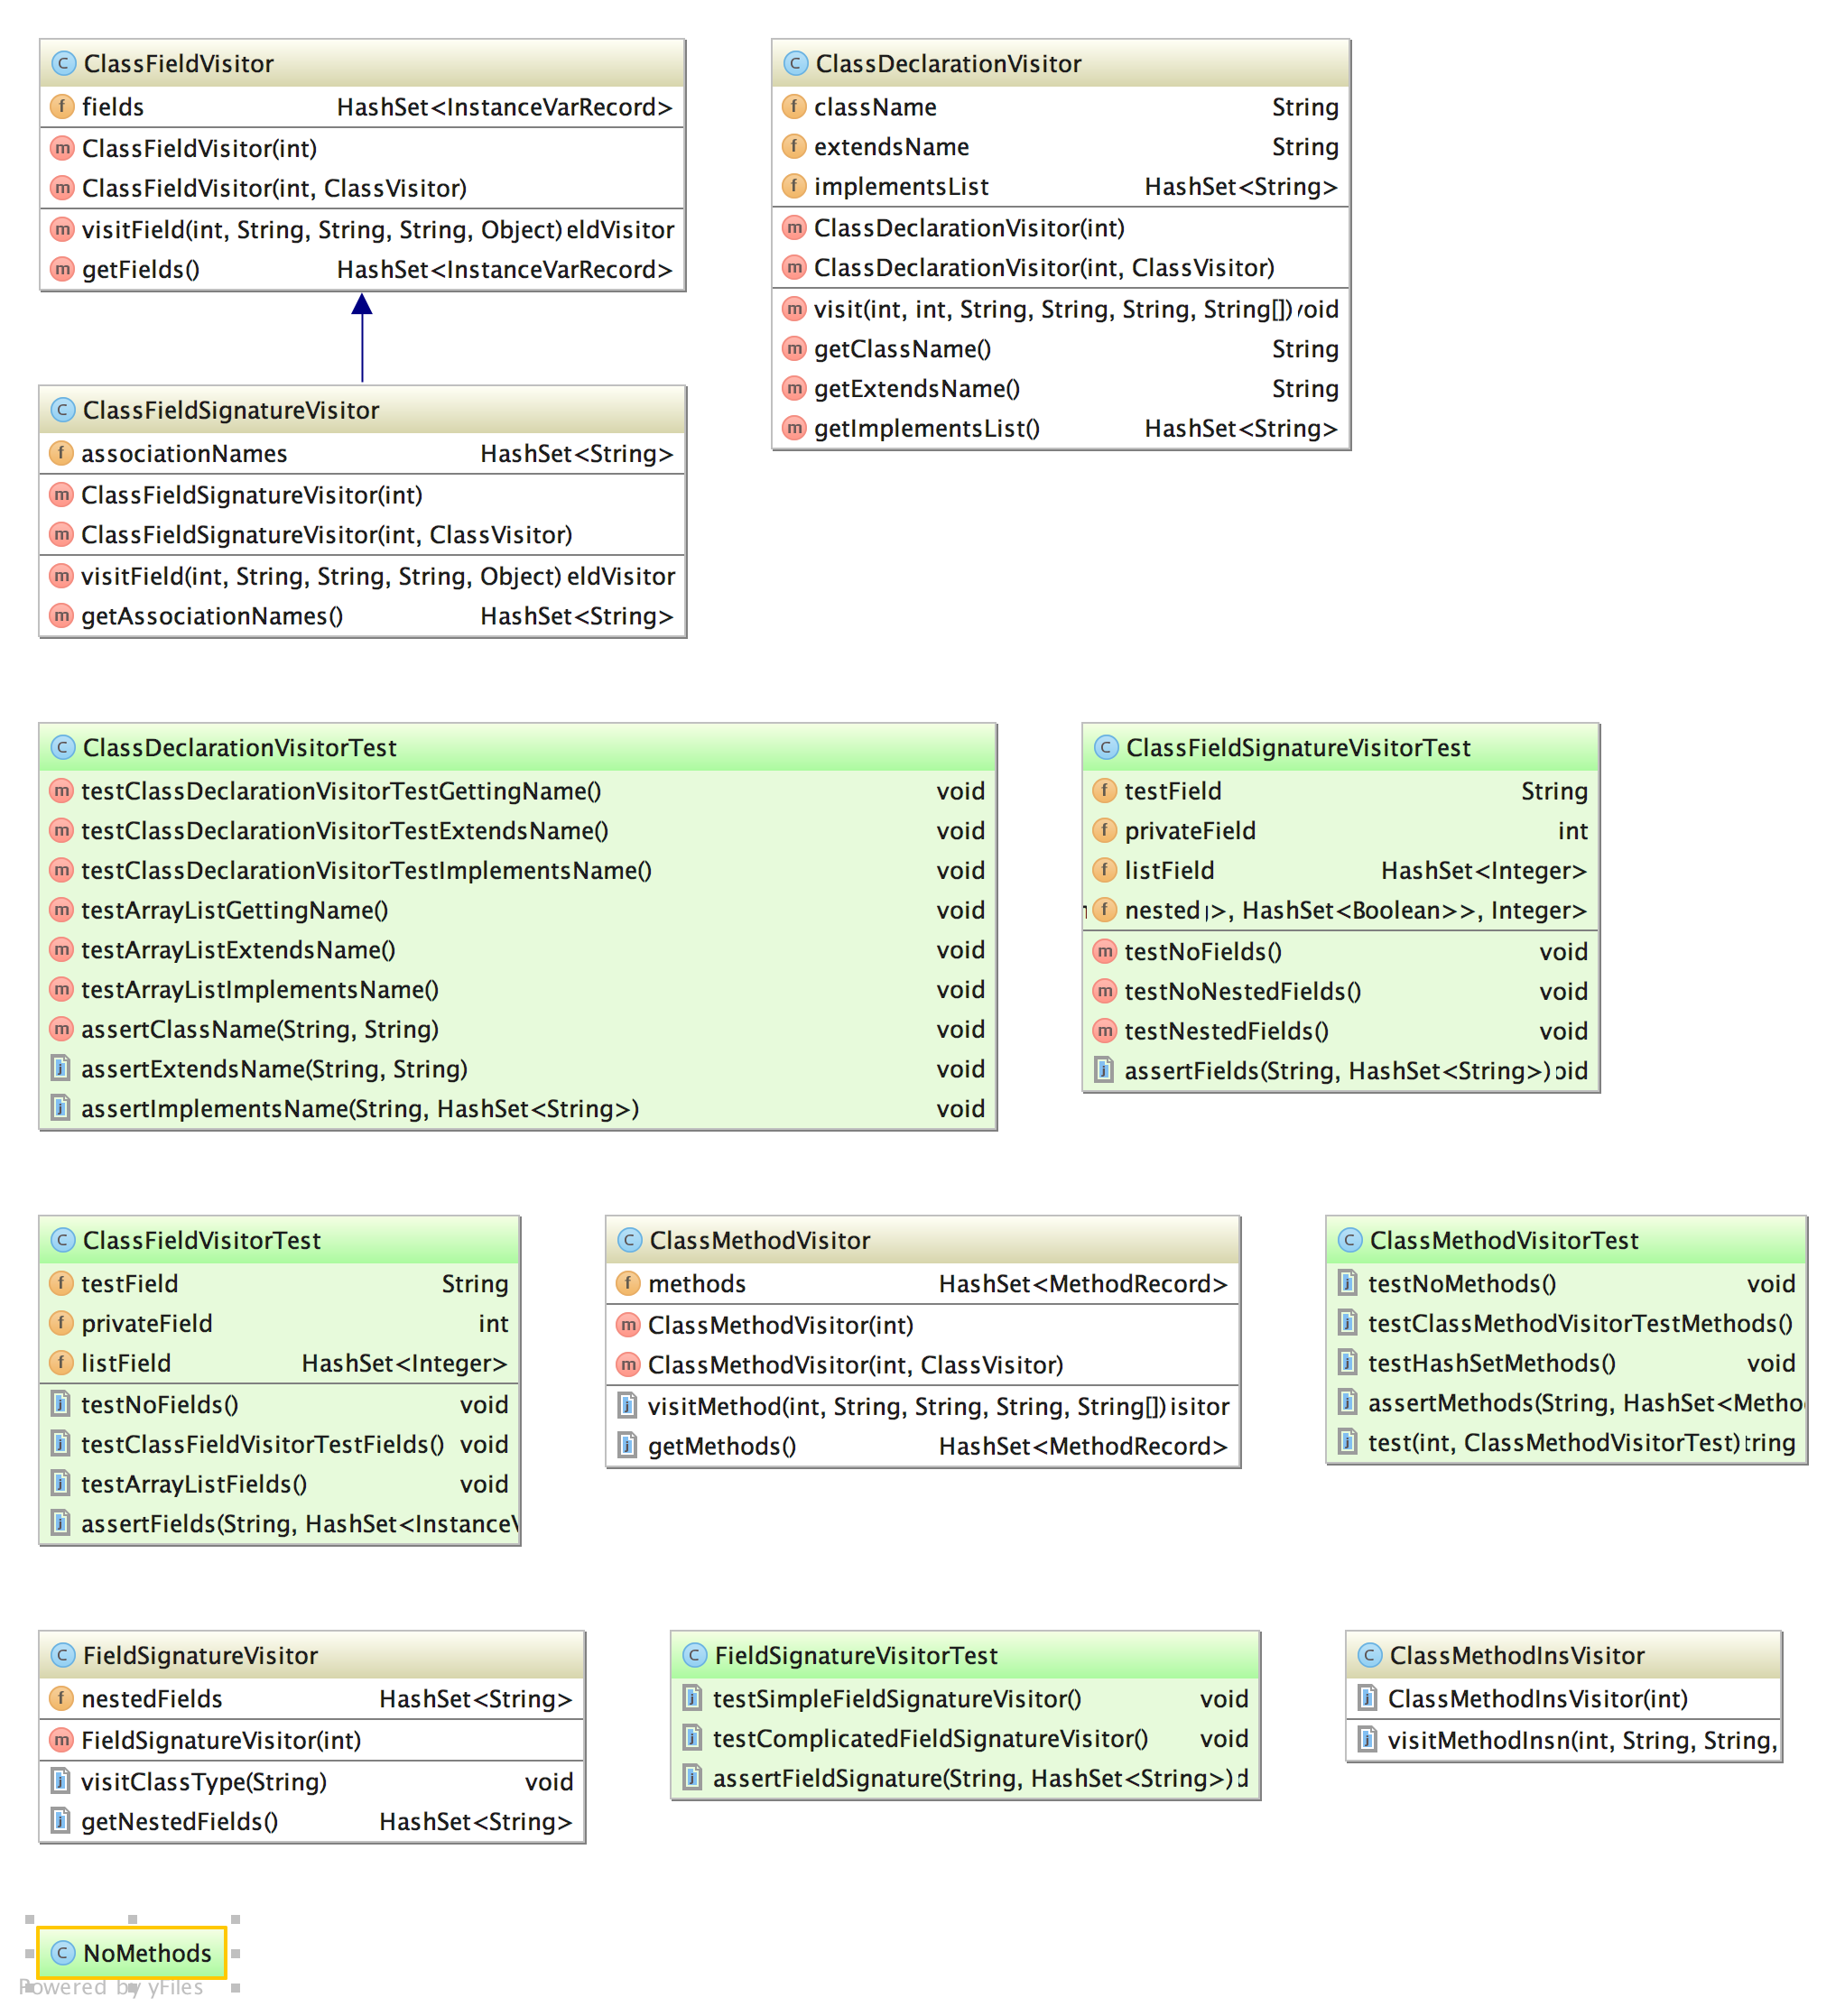 ClassFieldVisitor
fields HashSet<InstanceVarRecord>
ClassFieldVisitor(int)
ClassFieldVisitor(int, ClassVisitor)
visitField(int, String, String, String, Object) eldVisitor
getFields() HashSet<InstanceVarRecord>
ClassDeclarationVisitor
className String
extendsName String
implementsList HashSet<String>
ClassDeclarationVisitor(int)
ClassDeclarationVisitor(int, ClassVisitor)
visit(int, int, String, String, String, String[]) void
getClassName() String
getExtendsName() String
getImplementsList() HashSet<String>
ClassFieldSignatureVisitor
associationNames HashSet<String>
ClassFieldSignatureVisitor(int)
ClassFieldSignatureVisitor(int, ClassVisitor)
visitField(int, String, String, String, Object) eldVisitor
getAssociationNames() HashSet<String>
ClassDeclarationVisitorTest
testClassDeclarationVisitorTestGettingName() void
testClassDeclarationVisitorTestExtendsName() void
testClassDeclarationVisitorTestImplementsName() void
testArrayListGettingName() void
testArrayListExtendsName() void
testArrayListImplementsName() void
assertClassName(String, String) void
assertExtendsName(String, String) void
assertImplementsName(String, HashSet<String>) void
ClassFieldSignatureVisitorTest
testField String
privateField int
listField HashSet<Integer>
nested >, HashSet<Boolean>>, Integer>
testNoFields() void
testNoNestedFields() void
testNestedFields() void
assertFields(String, HashSet<String>) oid
ClassFieldVisitorTest
testField String
privateField int
listField HashSet<Integer>
testNoFields() void
testClassFieldVisitorTestFields() void
testArrayListFields() void
assertFields(String, HashSet<InstanceV
ClassMethodVisitor
methods HashSet<MethodRecord>
ClassMethodVisitor(int)
ClassMethodVisitor(int, ClassVisitor)
visitMethod(int, String, String, String, String[]) isitor
getMethods() HashSet<MethodRecord>
ClassMethodVisitorTest
testNoMethods() void
testClassMethodVisitorTestMethods()
testHashSetMethods() void
assertMethods(String, HashSet<Metho
test(int, ClassMethodVisitorTest) tring
FieldSignatureVisitor
nestedFields HashSet<String>
FieldSignatureVisitor(int)
visitClassType(String) void
getNestedFields() HashSet<String>
FieldSignatureVisitorTest
testSimpleFieldSignatureVisitor() void
testComplicatedFieldSignatureVisitor() void
assertFieldSignature(String, HashSet<String>) d
ClassMethodInsVisitor
ClassMethodInsVisitor(int)
visitMethodInsn(int, String, String,
NoMethods
Powered by yFiles